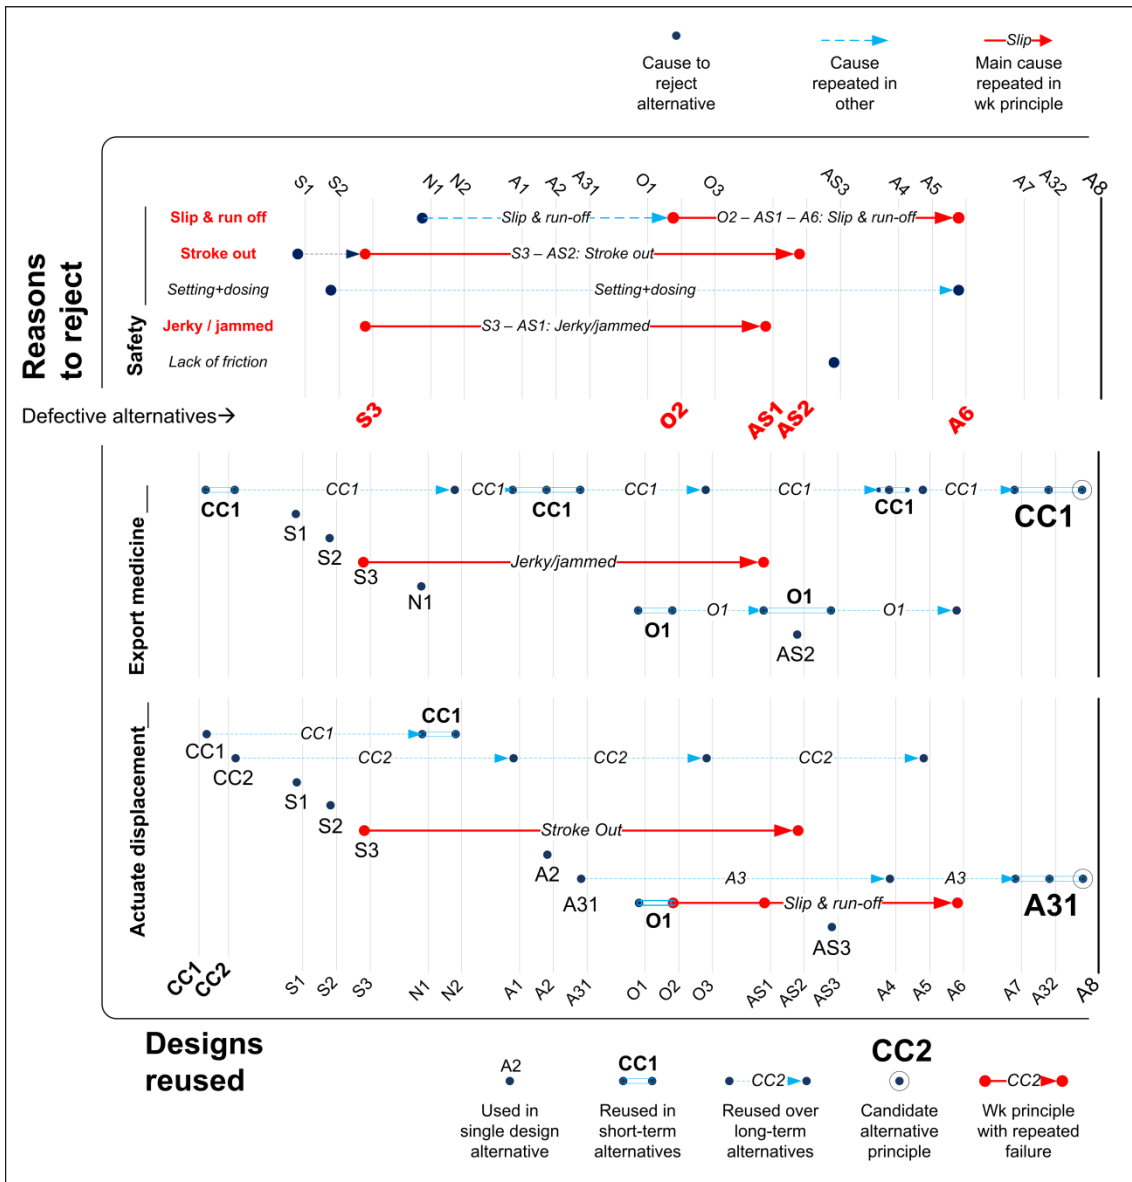 Slip
Cause to
reject
alternative
Cause
repeated in
other
Main cause
repeated in
wk principle
Reasons
to reject
Safety
S1
S2
N1
N2
A1
A2
A31
O1
O3
AS3
A4
A5
A7
A32
A8
Slip & run off
Slip & run-off
O2 – AS1 – A6: Slip & run-off
Stroke out
S3 – AS2: Stroke out
Setting+dosing
Setting+dosing
Jerky / jammed
S3 – AS1: Jerky/jammed
Lack of friction
Defective alternatives→
S3
O2
AS1
AS2
A6
Export medicine
CC1
CC1
CC1
CC1
CC1
CC1
CC1
CC1
CC1
S1
S2
S3
Jerky/jammed
N1
O1
O1
O1
O1
AS2
Actuate displacement
CC1
CC1
CC1
CC2
CC2
CC2
CC2
S1
S2
S3
Stroke Out
A2
A31
A3
A3
A31
O1
Slip & run-off
AS3
CC1
CC2
S1
S2
S3
N1
N2
A1
A2
A31
O1
O2
O3
AS1
AS2
AS3
A4
A5
A6
A7
A32
A8
Designs
reused
A2
Used in
single design
alternative
CC1
Reused in
short-term
alternatives
CC2
Reused over
long-term
alternatives
CC2
Candidate
alternative
principle
CC2
Wk principle
with repeated
failure